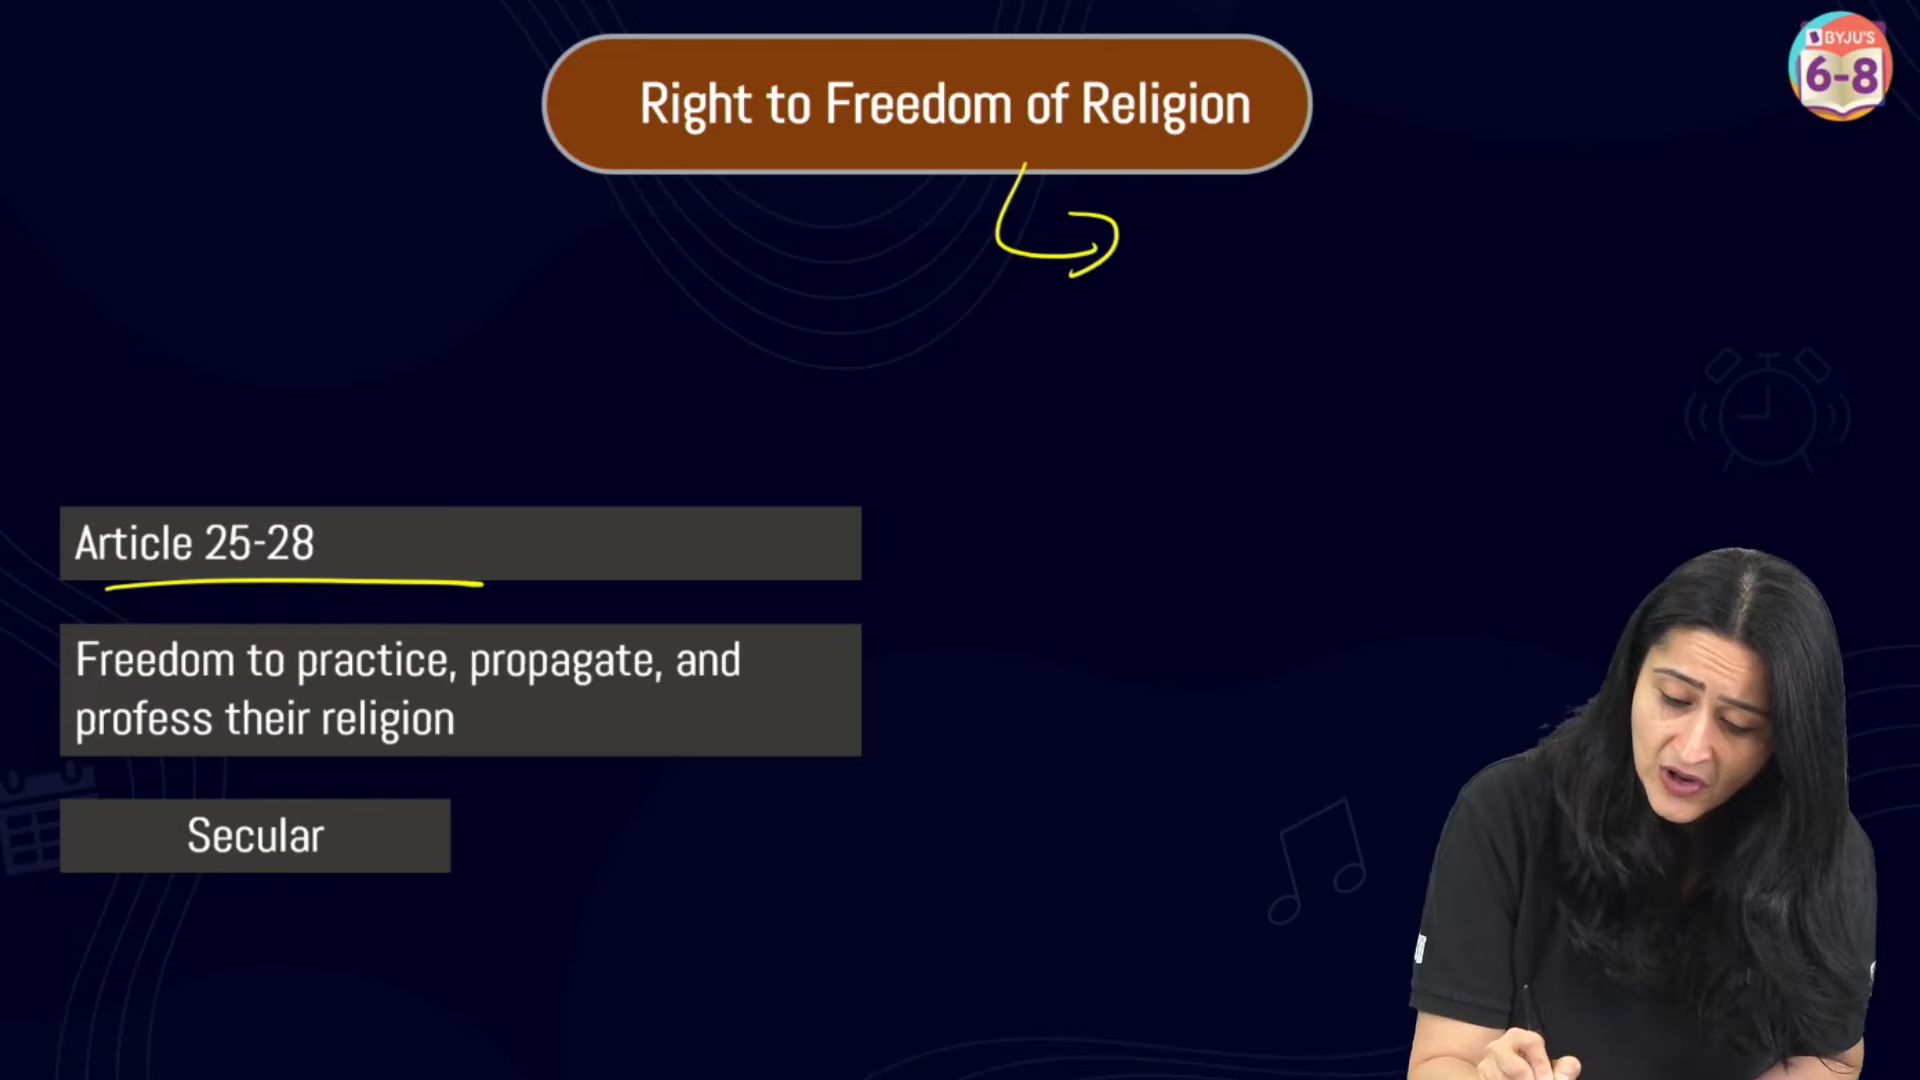 Right to Freedom of Religion
BYJU'S
6-8
Article 25-28
Freedom to practice, propagate, and
profess their religion
Secular